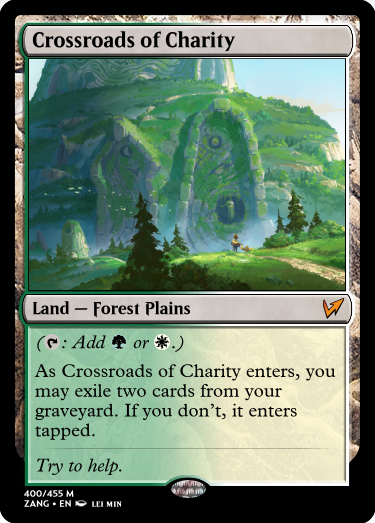 Crossroads of Charity
Land — Forest Plains
(: Add or .)
As Crossroads of Charity enters, you
may exile two cards from your
graveyard. If you don't, it enters
tapped.
Try to help.
400/455 M
ZANG • EN LEI MIN